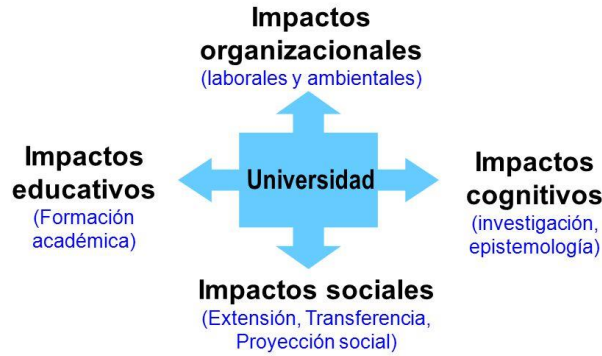 Impactos
organizacionales
(laborales y ambientales)
Impactos
educativos
(Formación
académica)
Universidad
Impactos
cognitivos
(investigación,
epistemología)
Impactos sociales
(Extensión, Transferencia,
Proyección social)